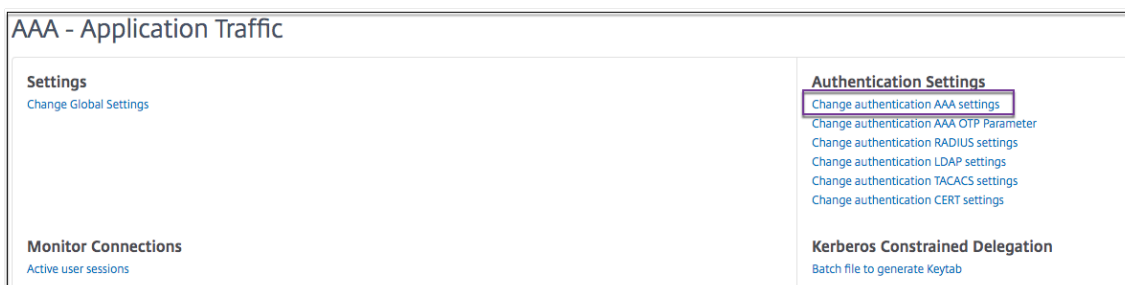 AAA - Application Traffic
Settings
Change Global Settings
Authentication Settings
Change authentication AAA settings
Change authentication AAA OTP Parameter
Change authentication RADIUS settings
Change authentication LDAP settings
Change authentication TACACS settings
Change authentication CERT settings
Monitor Connections
Active user sessions
Kerberos Constrained Delegation
Batch file to generate Keytab